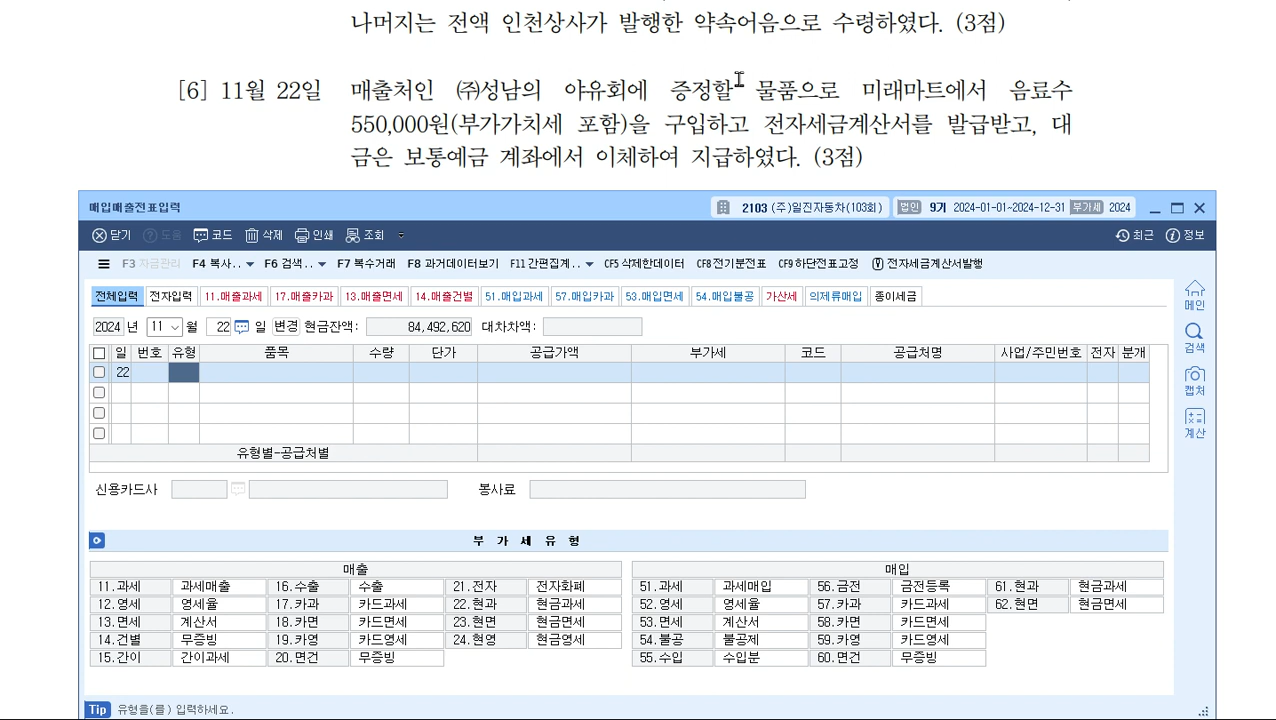 나머지는 전액 인천상사가 발행한 약속어음으로 수령하였다. (3점)
[6] 11월 22일 매출처인 ㈜성남의 야유회에 증정할 물품으로 미래마트에서 음료수
550,000원(부가가치세 포함)을 구입하고 전자세금계산서를 발급받고, 대
금은 보통예금 계좌에서 이체하여 지급하였다. (3점)
매입매출전표입력 2103 (주)일진자동차(103회) 법인 9기 2024-01-01~2024-12-31 부가세 2024
닫기 도움 코드 삭제 인쇄 조회 최근 정보
F3 자금관리 F4 복사.. F6 검색.. F7 복수거래 F8 과거데이터보기 F11 간편집계.. CF5 삭제한데이터 CF8 전기분전표 CF9 하단전표고정 전자세금계산서발행
전체입력 전자입력 11.매출과세 17.매출카과 13.매출면세 14.매출건별 51.매입과세 57.매입카과 53.매입면세 54.매입불공 가산세 의제류매입 종이세금
메인
2024 년 11 월 22 일 변경 현금잔액: 84,492,620 대차차액:
검색
일 번호 유형 품목 수량 단가 공급가액 부가세 코드 공급처명 사업/주민번호 전자 분개
22
캡처
계산
유형별-공급처별
신용카드사 봉사료
부 가 세 유 형
매출 매입
11.과세 과세매출 16.수출 수출 21.전자 전자화폐 51.과세 과세매입 56.금전 금전등록 61.현과 현금과세
12.영세 영세율 17.카과 카드과세 22.현과 현금과세 52.영세 영세율 57.카과 카드과세 62.현면 현금면세
13.면세 계산서 18.카면 카드면세 23.현면 현금면세 53.면세 계산서 58.카면 카드면세
14.건별 무증빙 19.카영 카드영세 24.현영 현금영세 54.불공 불공제 59.카영 카드영세
15.간이 간이과세 20.면건 무증빙 55.수입 수입분 60.면건 무증빙
Tip 유형을(를) 입력하세요.